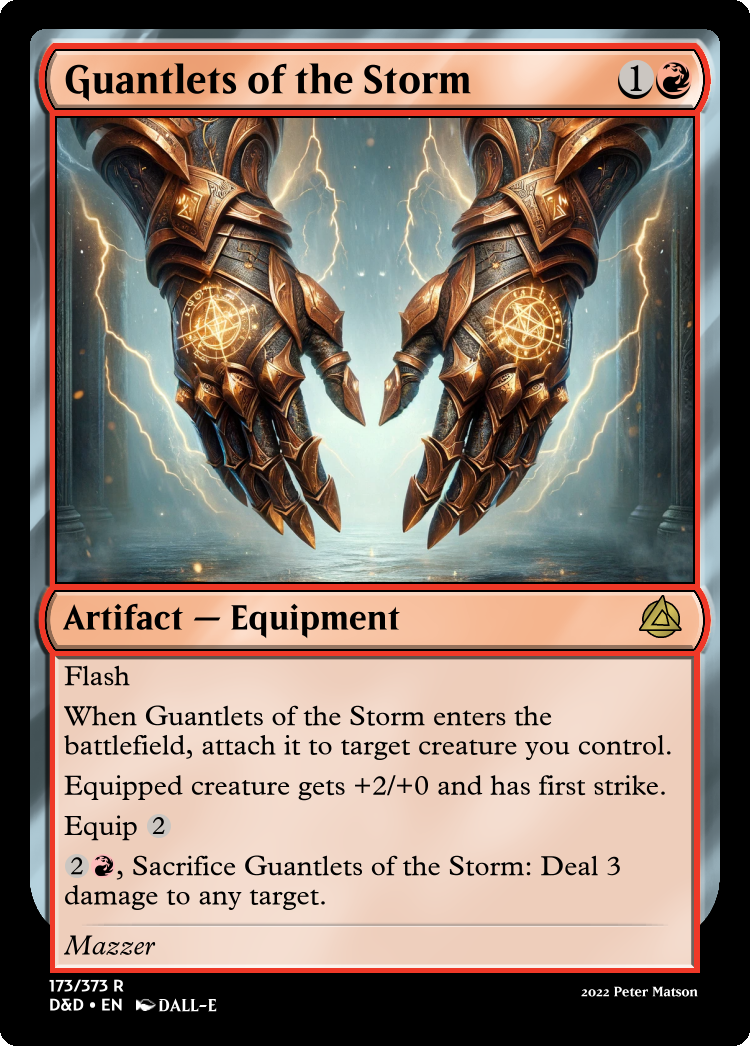 Guantlets of the Storm 1
Artifact — Equipment
Flash
When Guantlets of the Storm enters the
battlefield, attach it to target creature you control.
Equipped creature gets +2/+0 and has first strike.
Equip 2
2, Sacrifice Guantlets of the Storm: Deal 3
damage to any target.
Mazzer
173/373 R
D&D • EN DALL-E
2022 Peter Matson